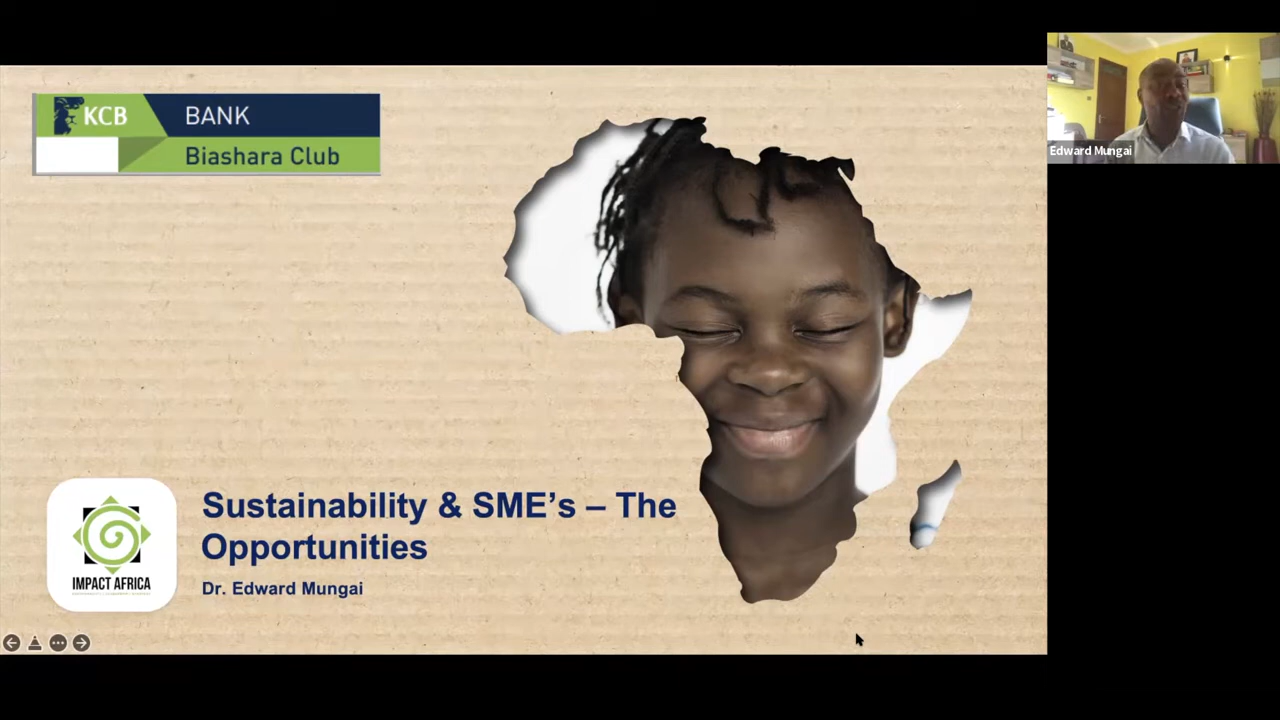 KCB BANK
Biashara Club
Edward Mungai
Sustainability & SME's – The
Opportunities
Dr. Edward Mungai
IMPACT AFRICA